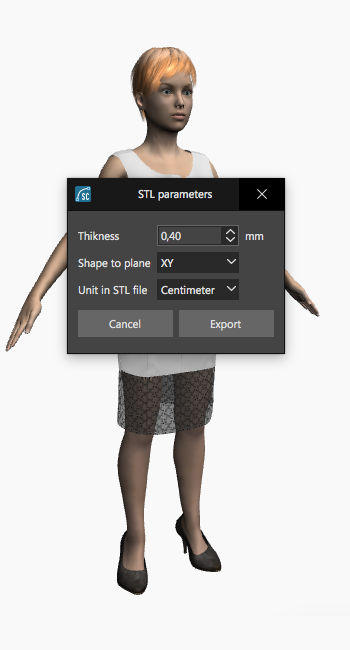 SC
STL parameters
Thikness 0,40 mm
Shape to plane XY
Unit in STL file Centimeter
Cancel Export